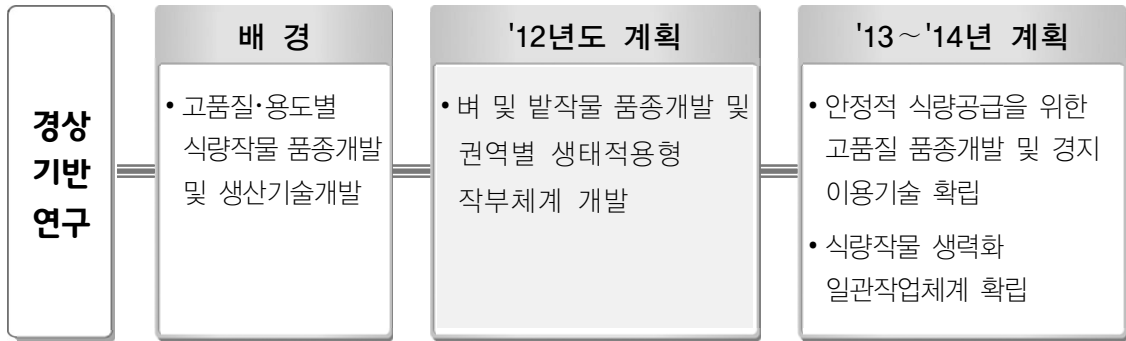 경상
기반
연구
배 경
• 고품질·용도별
식량작물 품종개발
및 생산기술개발
'12년도 계획
• 벼 및 밭작물 품종개발 및
권역별 생태적용형
작부체계 개발
'13～'14년 계획
• 안정적 식량공급을 위한
고품질 품종개발 및 경지
이용기술 확립
• 식량작물 생력화
일관작업체계 확립